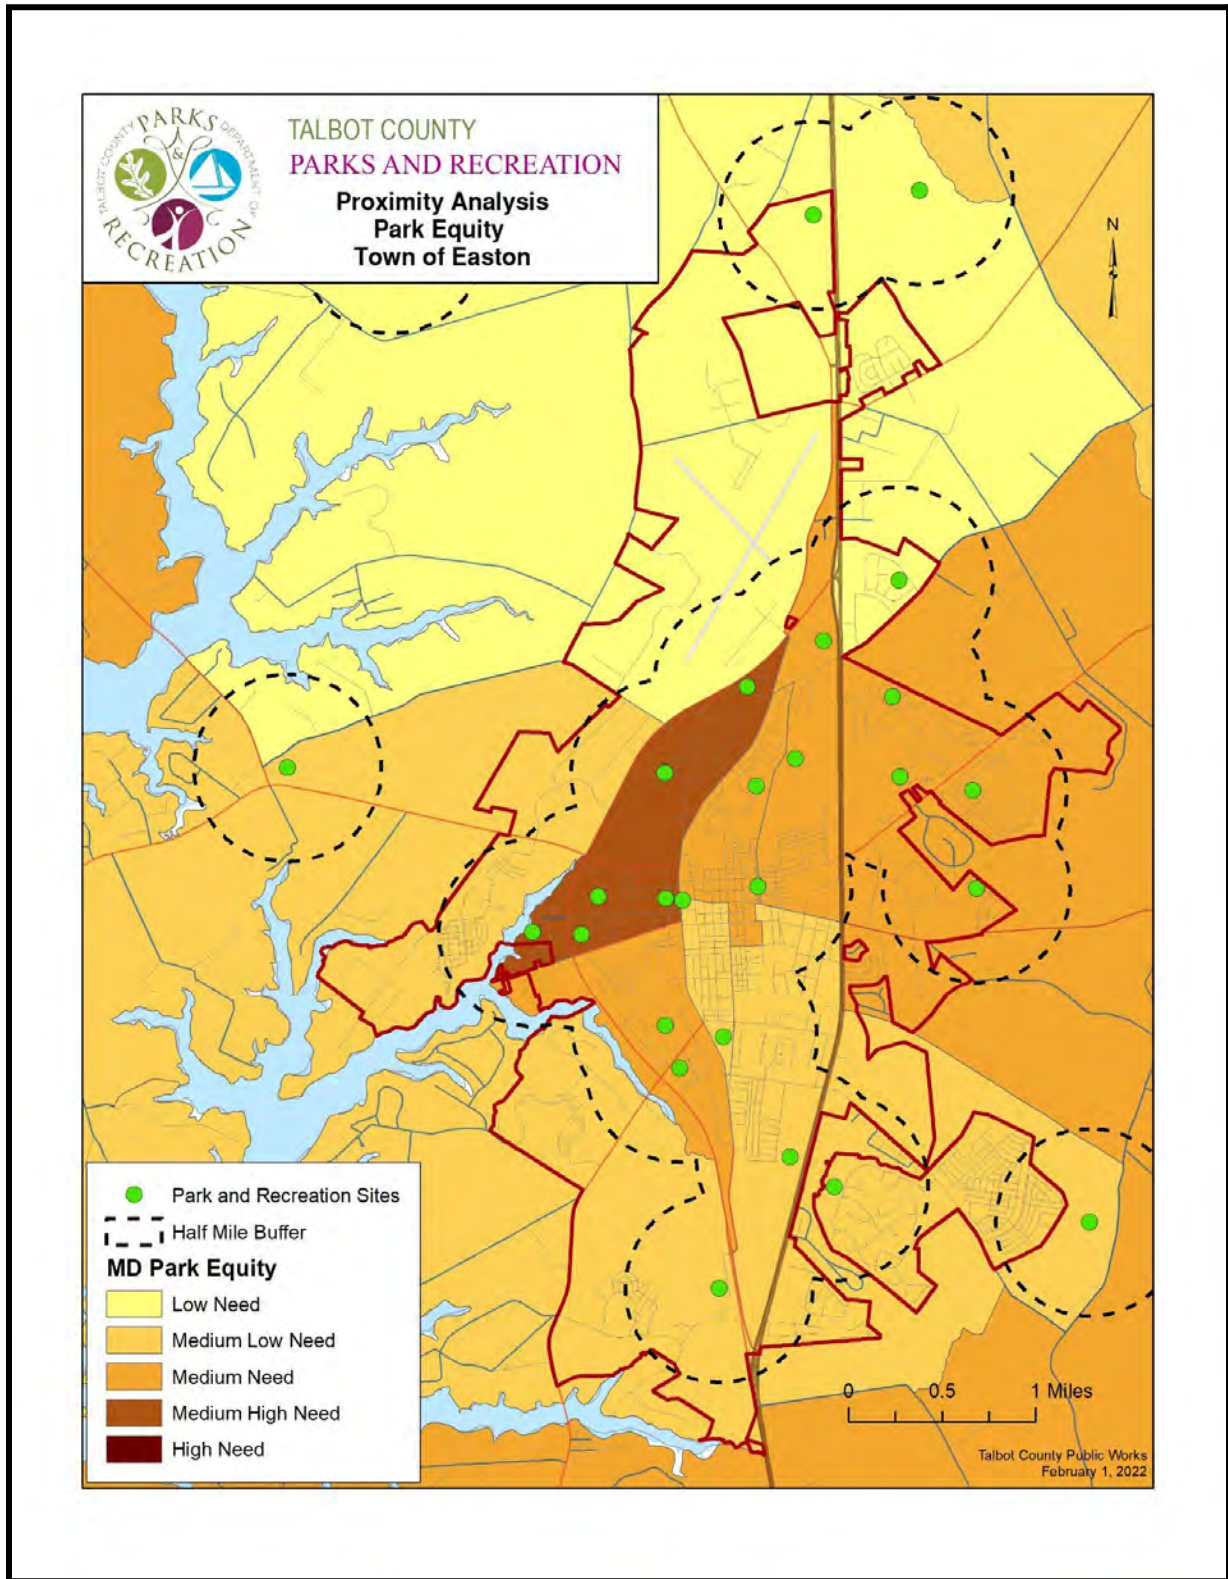 TALBOT COUNTY PARKS & RECREATION DEPARTMENT OF
TALBOT COUNTY
PARKS AND RECREATION
Proximity Analysis
Park Equity
Town of Easton
N
Park and Recreation Sites
Half Mile Buffer
MD Park Equity
Low Need
Medium Low Need
Medium Need
Medium High Need
High Need
0 0.5 1 Miles
Talbot County Public Works
February 1, 2022